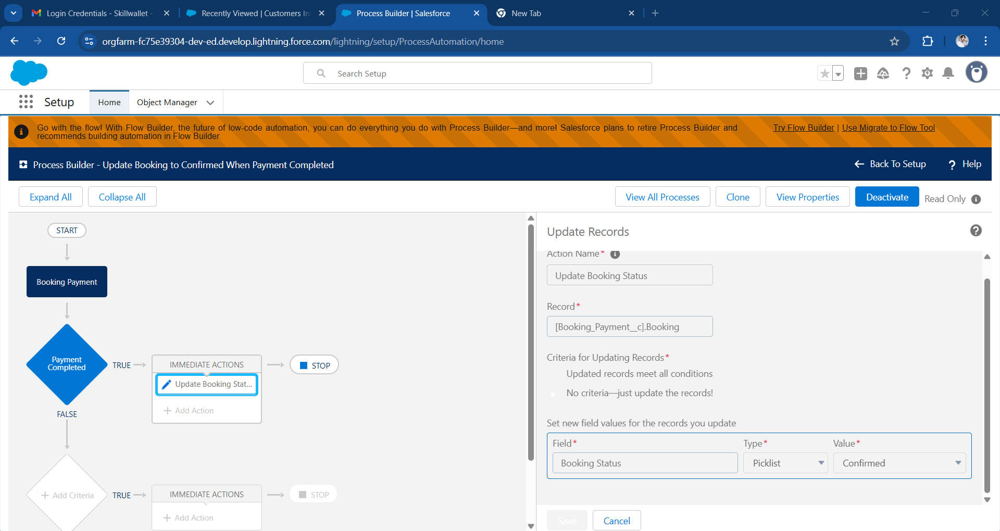 Login Credentials - Skillwallet -
Recently Viewed | Customers In
Process Builder | Salesforce
New Tab
orgfarm-fc75e39304-dev-ed.develop.lightning.force.com/lightning/setup/ProcessAutomation/home
Search Setup
Setup
Home
Object Manager
Go with the flow! With Flow Builder, the future of low-code automation, you can do everything you do with Process Builder—and more! Salesforce plans to retire Process Builder and
recommends building automation in Flow Builder.
Try Flow Builder | Use Migrate to Flow Tool
Process Builder - Update Booking to Confirmed When Payment Completed
Back To Setup
? Help
Expand All
Collapse All
View All Processes
Clone
View Properties
Deactivate
Read Only
START
Booking Payment
Payment
Completed
TRUE
IMMEDIATE ACTIONS
Update Booking Stat...
+ Add Action
STOP
FALSE
+ Add Criteria
TRUE
IMMEDIATE ACTIONS
+ Add Action
STOP
Update Records
Action Name*
Update Booking Status
Record*
[Booking_Payment__c].Booking
Criteria for Updating Records*
Updated records meet all conditions
No criteria—just update the records!
Set new field values for the records you update
Field*
Type*
Value*
Booking Status
Picklist
Confirmed
Save
Cancel